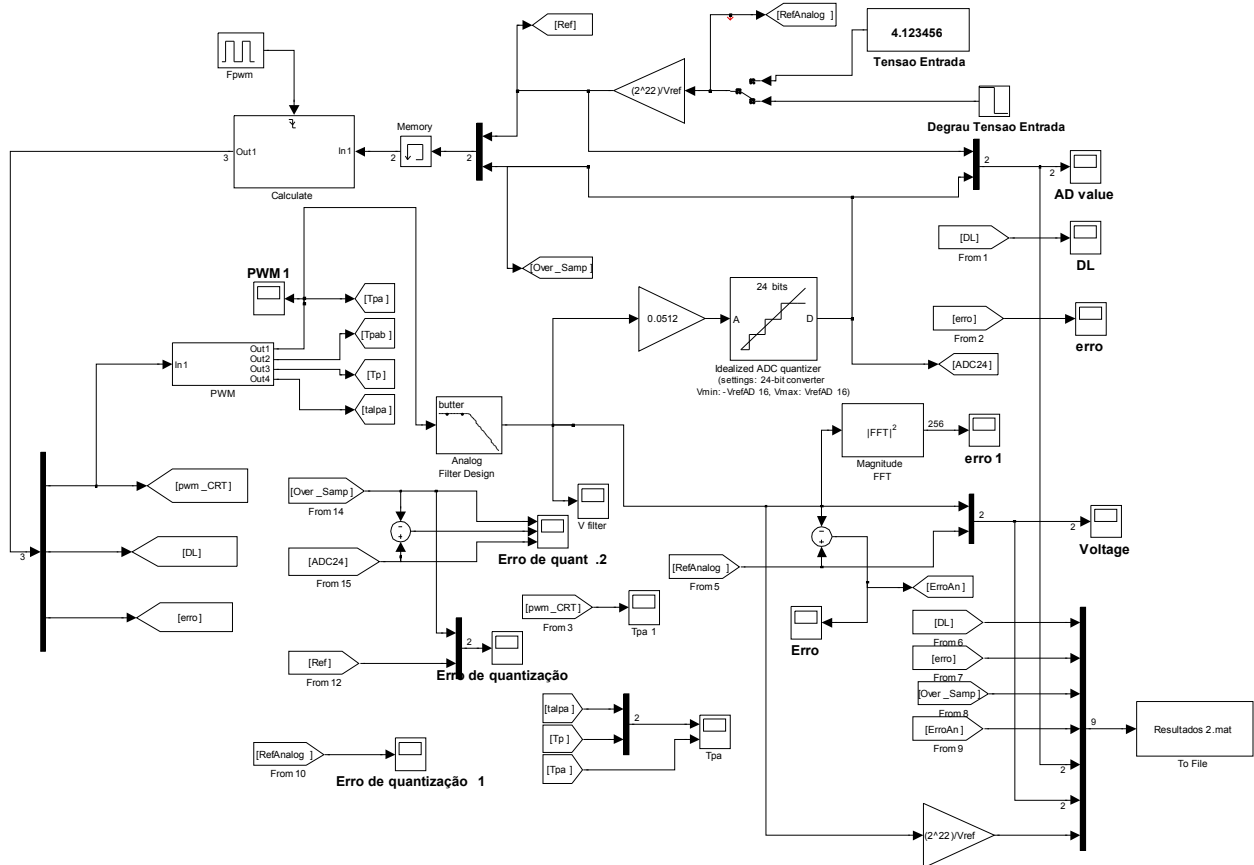 [Ref]
[RefAnalog ]
4.123456
Tensao Entrada
Fpwm
(2^22)/Vref
Degrau Tensao Entrada
Memory
Out1
In1
3
2
2
Calculate
2
2
AD value
[DL]
From 1
DL
[Over _Samp ]
PWM 1
[Tpa ]
[Tpab ]
[Tp ]
[talpa ]
In1
Out1
Out2
Out3
Out4
PWM
0.0512
24 bits
A
D
Idealized ADC quantizer
(settings: 24-bit converter
Vmin: -VrefAD 16, Vmax: VrefAD 16)
[erro ]
From 2
erro
[ADC24]
butter
Analog
Filter Design
|FFT|²
256
Magnitude
FFT
erro 1
[pwm _CRT ]
[DL]
[erro ]
3
[Over _Samp ]
From 14
[ADC24]
From 15
Erro de quant .2
V filter
2
2
Voltage
[RefAnalog ]
From 5
[ErroAn ]
Erro
[pwm _CRT ]
From 3
Tpa 1
[Ref ]
From 12
2
Erro de quantização
[DL]
From 6
[erro ]
From 7
[Over _Samp ]
From 8
[ErroAn ]
From 9
9
2
2
Resultados 2.mat
To File
[talpa ]
[Tp ]
[Tpa ]
2
Tpa
[RefAnalog ]
From 10
Erro de quantização 1
(2^22)/Vref